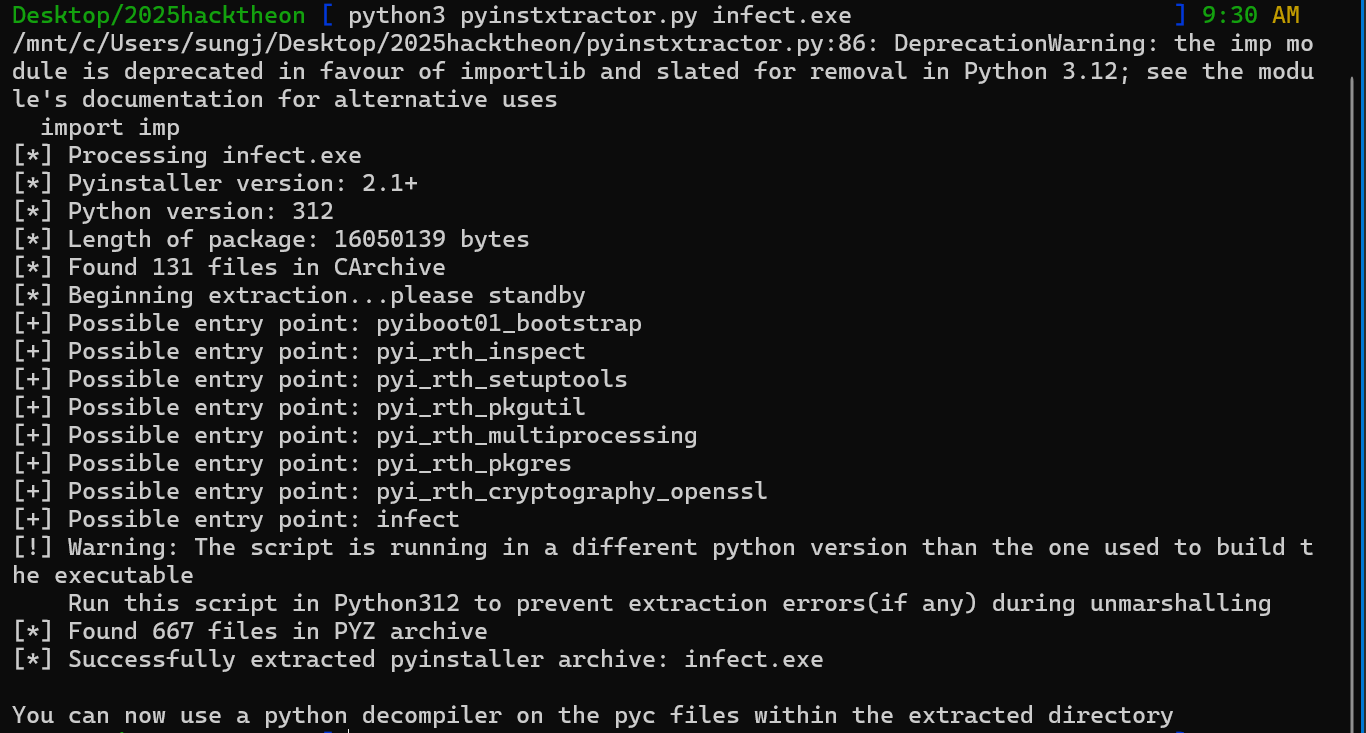 Desktop/2025hacktheon [ python3 pyinstxtractor.py infect.exe ] 9:30 AM
/mnt/c/Users/sungj/Desktop/2025hacktheon/pyinstxtractor.py:86: DeprecationWarning: the imp mo
dule is deprecated in favour of importlib and slated for removal in Python 3.12; see the modu
le's documentation for alternative uses
  import imp
[*] Processing infect.exe
[*] Pyinstaller version: 2.1+
[*] Python version: 312
[*] Length of package: 16050139 bytes
[*] Found 131 files in CArchive
[*] Beginning extraction...please standby
[+] Possible entry point: pyiboot01_bootstrap
[+] Possible entry point: pyi_rth_inspect
[+] Possible entry point: pyi_rth_setuptools
[+] Possible entry point: pyi_rth_pkgutil
[+] Possible entry point: pyi_rth_multiprocessing
[+] Possible entry point: pyi_rth_pkgres
[+] Possible entry point: pyi_rth_cryptography_openssl
[+] Possible entry point: infect
[!] Warning: The script is running in a different python version than the one used to build t
he executable
    Run this script in Python312 to prevent extraction errors(if any) during unmarshalling
[*] Found 667 files in PYZ archive
[*] Successfully extracted pyinstaller archive: infect.exe

You can now use a python decompiler on the pyc files within the extracted directory